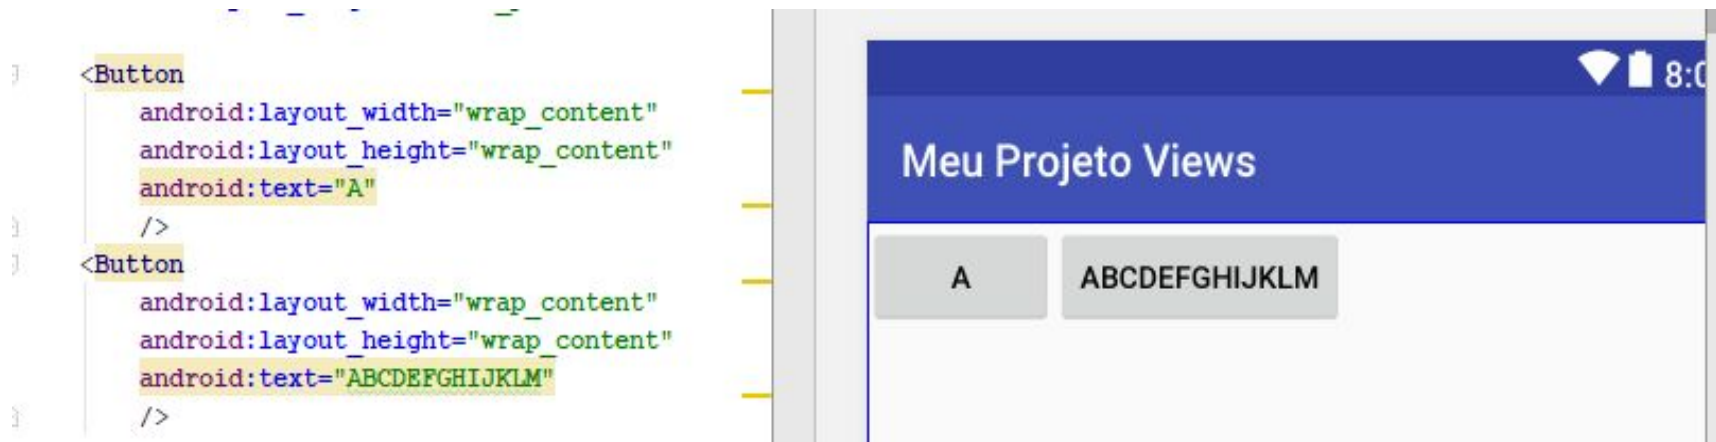 <Button
android:layout_width="wrap_content"
android:layout_height="wrap_content"
android:text="A"
/>
<Button
android:layout_width="wrap_content"
android:layout_height="wrap_content"
android:text="ABCDEFGHIJKLM"
/>
Meu Projeto Views
A
ABCDEFGHIJKLM